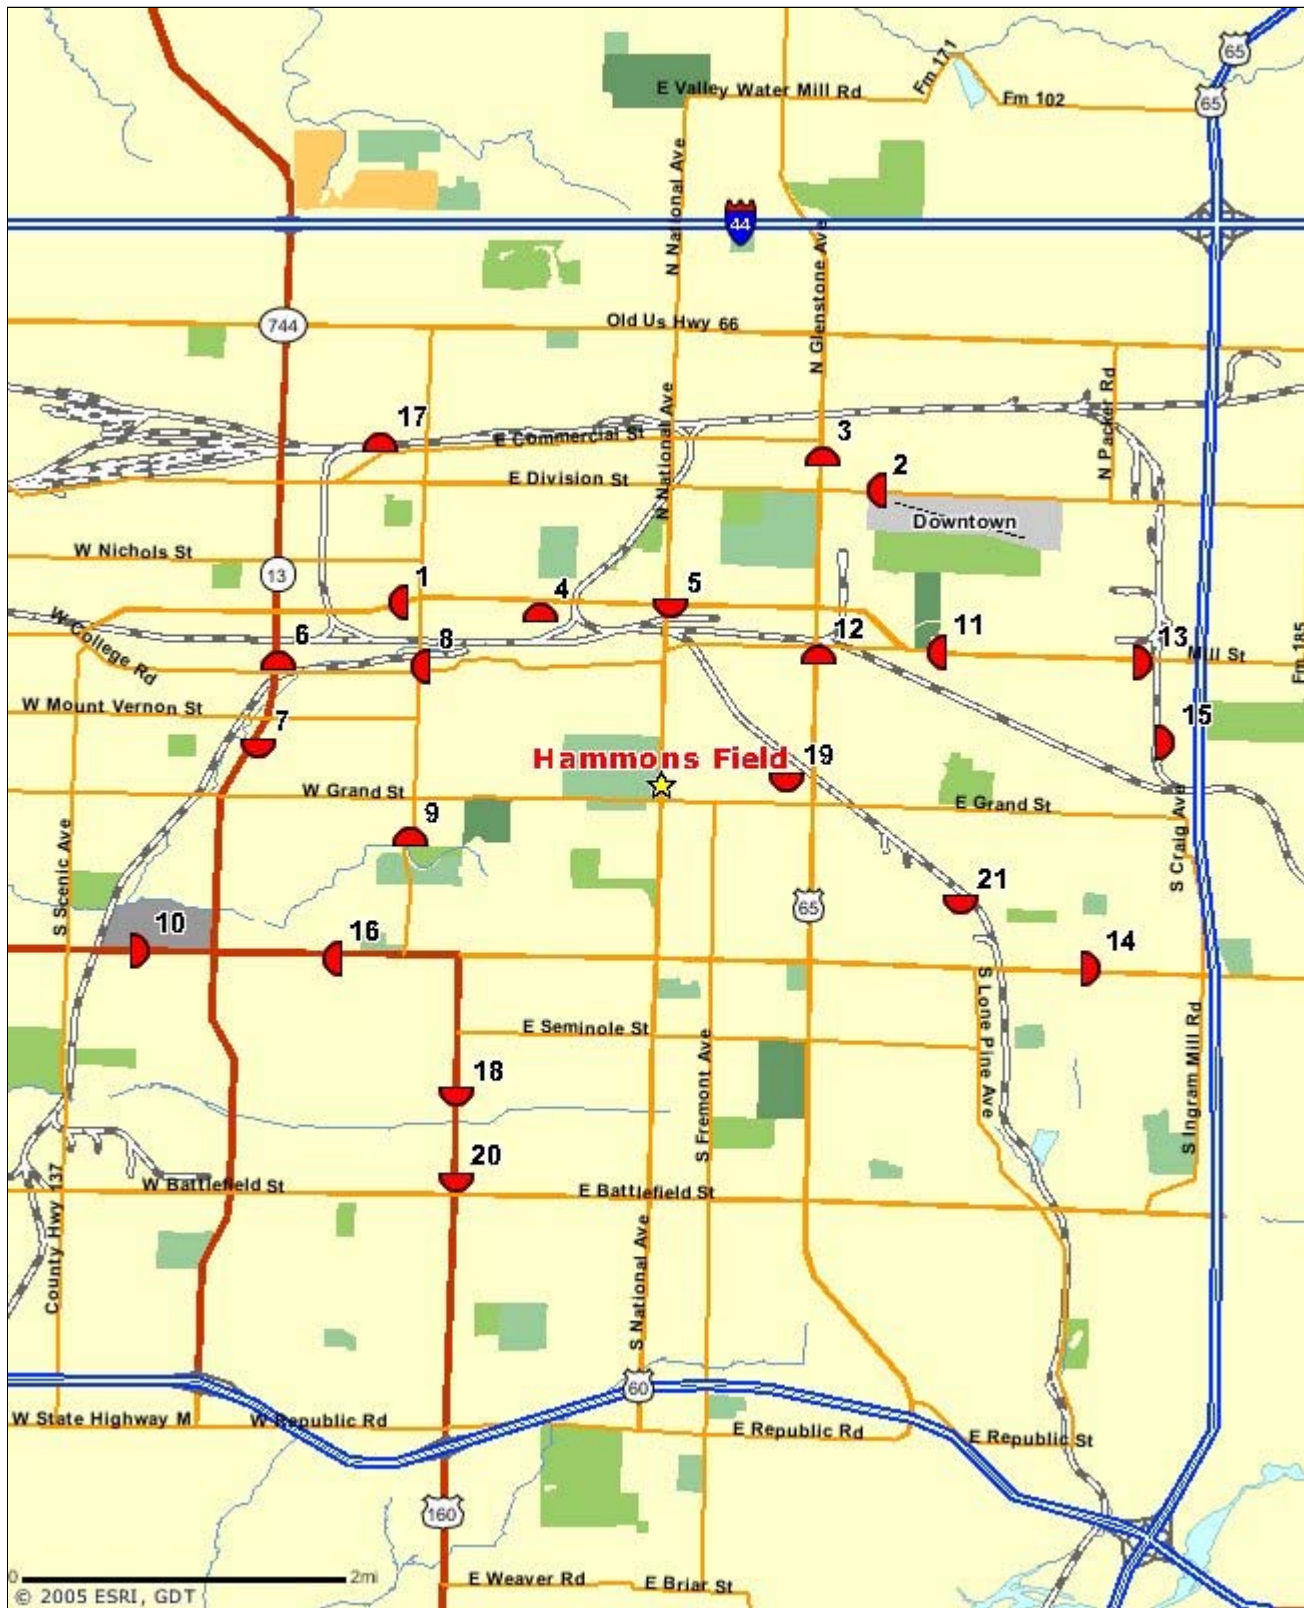 65
E Valley Water Mill Rd
Fm 171
Fm 102
65
N National Ave
44
N Glenstone Ave
Old Us Hwy 66
744
N Packer Rd
N National Ave
17
E Commercial St
3
2
E Division St
Downtown
W Nichols St
13
1
4
5
W College Rd
6
8
12
11
13
Mill St
Fm 185
W Mount Vernon St
7
15
Hammons Field
19
W Grand St
E Grand St
9
S Scenic Ave
S Craig Ave
21
65
10
16
14
S Lone Pine Ave
E Seminole St
S Fremont Ave
S Ingram Mill Rd
18
20
W Battlefield St
E Battlefield St
County Hwy 137
S National Ave
60
W State Highway M
W Republic Rd
E Republic Rd
E Republic St
160
0
2mi
E Weaver Rd
E Briar St
© 2005 ESRI, GDT